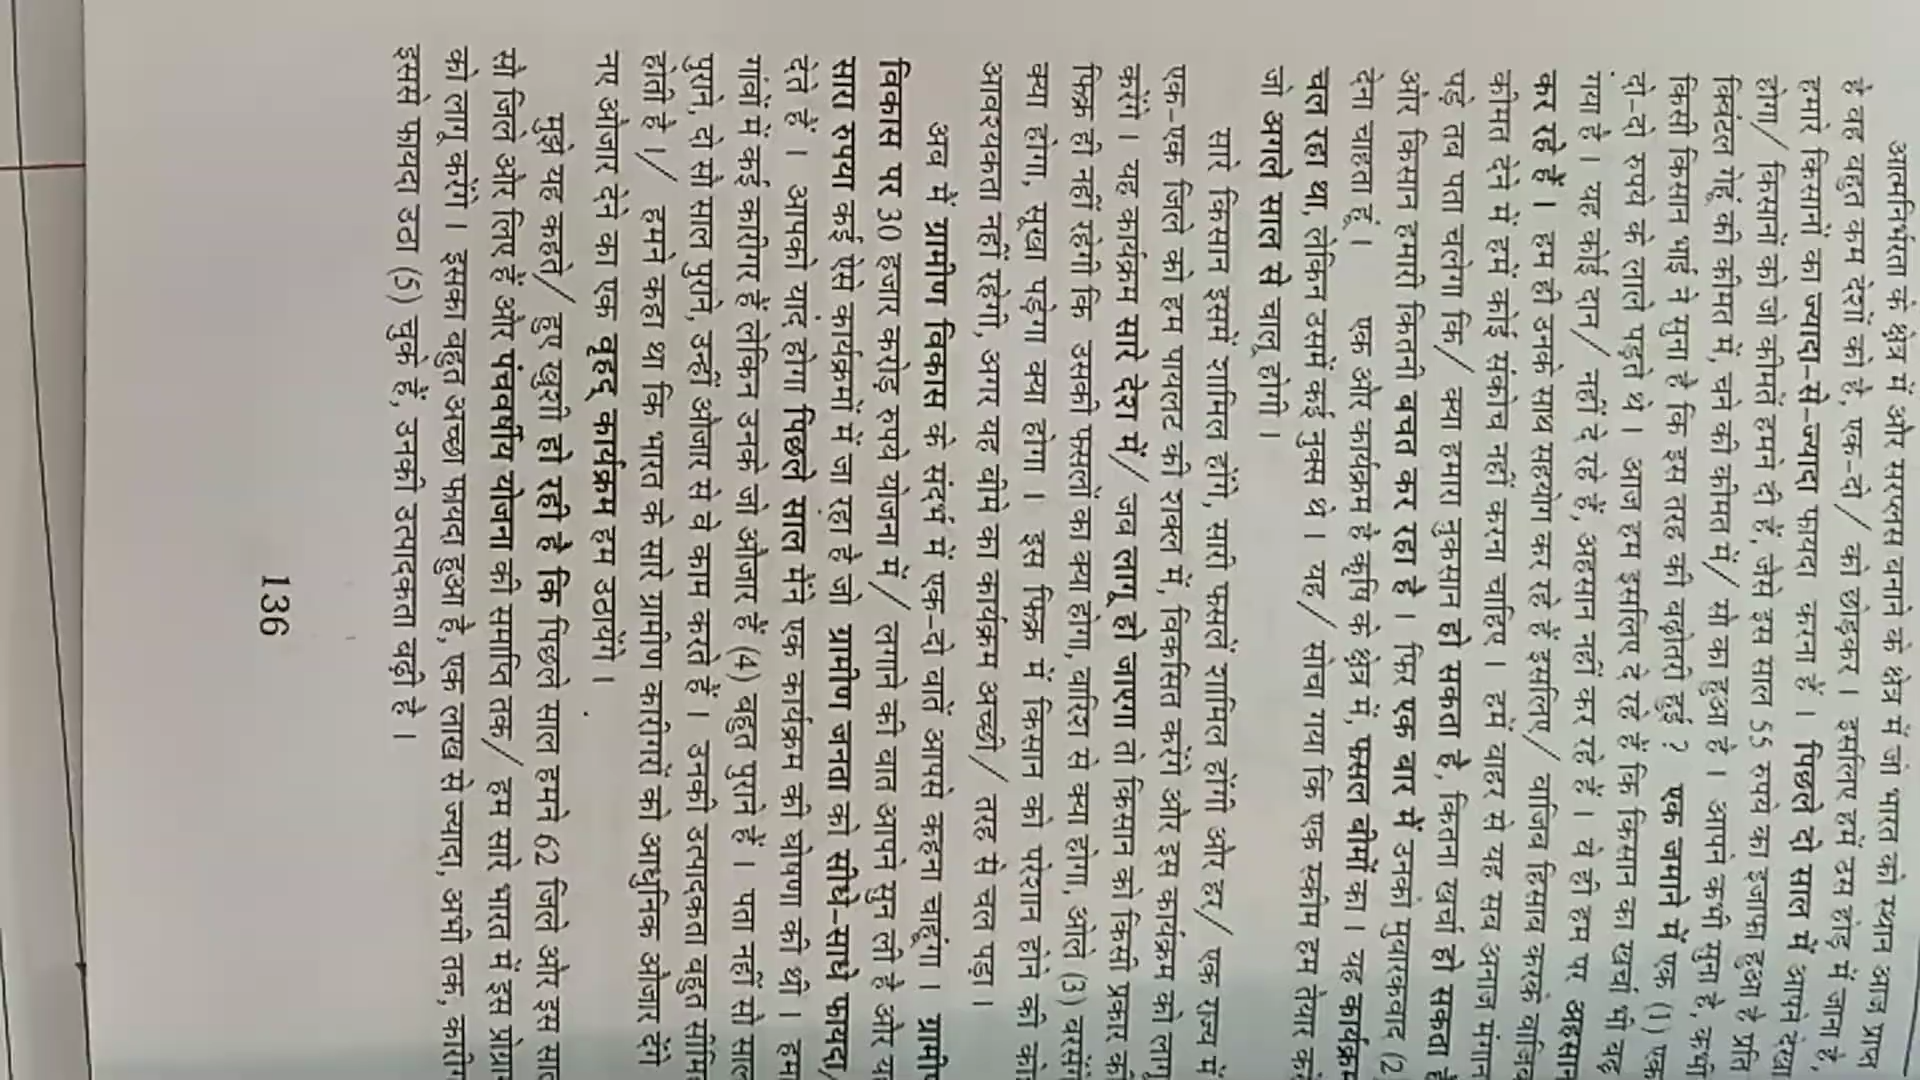 आत्मनिर्भरता के क्षेत्र में और सरप्लस बनाने के क्षेत्र में जो भारत को स्थान आज प्राप्त
है वह बहुत कम देशों को है, एक-दो/ को छोड़कर । इसलिए हमें उस होड़ में जाना है,
हमारे किसानों का ज्यादा-से-ज्यादा फायदा करना है । पिछले दो साल में आपने देखा
होगा/ किसानों को जो कीमतें हमने दी हैं, जैसे इस साल 55 रुपये का इजाफा हुआ है प्रति
क्विंटल गेहूं की कीमत में, चने की कीमत में/ सौ का हुआ है । आपने कभी सुना है, कभी
किसी किसान भाई ने सुना है कि इस तरह की बढ़ोतरी हुई ? एक जमाने में एक (1) एक
दो-दो रुपये के लाले पड़ते थे । आज हम इसलिए दे रहे हैं कि किसान का खर्चा भी बढ़
गया है । यह कोई दान/ नहीं दे रहे हैं, अहसान नहीं कर रहे हैं । वे ही हम पर अहसान
कर रहे हैं । हम ही उनके साथ सहयोग कर रहे हैं इसलिए/ वाजिब हिसाब करके वाजिब
कीमत देने में हमें कोई संकोच नहीं करना चाहिए । हमें बाहर से यह सब अनाज मंगाना
पड़े तब पता चलेगा कि/ क्या हमारा नुकसान हो सकता है, कितना खर्चा हो सकता है
और किसान हमारी कितनी बचत कर रहा है । फिर एक बार मैं उनको मुबारकबाद (2)
देना चाहता हूं । एक और कार्यक्रम है कृषि के क्षेत्र में, फसल बीमों का । यह कार्यक्रम
चल रहा था, लेकिन उसमें कई नुक्स थे । यह/ सोचा गया कि एक स्कीम हम तैयार करें
जो अगले साल से चालू होगी ।
सारे किसान इसमें शामिल होंगे, सारी फसलें शामिल होंगी और हर/ एक राज्य में
एक-एक जिले को हम पायलट की शक्ल में, विकसित करेंगे और इस कार्यक्रम को लागू
करेंगे । यह कार्यक्रम सारे देश में/ जब लागू हो जाएगा तो किसान को किसी प्रकार की
फिक्र ही नहीं रहेगी कि उसकी फसलों का क्या होगा, बारिश से क्या होगा, ओले (3) बरसेंगे
क्या होगा, सूखा पड़ेगा क्या होगा । इस फिक्र में किसान को परेशान होने की कोई
आवश्यकता नहीं रहेगी, अगर यह बीमे का कार्यक्रम अच्छी/ तरह से चल पड़ा ।
अब मैं ग्रामीण विकास के संदर्भ में एक-दो बातें आपसे कहना चाहूंगा । ग्रामीण
विकास पर 30 हजार करोड़ रुपये योजना में/ लगाने की बात आपने सुन ली है और यह
सारा रुपया कई ऐसे कार्यक्रमों में जा रहा है जो ग्रामीण जनता को सीधे-साधे फायदा/
देते हैं । आपको याद होगा पिछले साल मैंने एक कार्यक्रम की घोषणा की थी । हमारे
गांवों में कई कारीगर हैं लेकिन उनके जो औजार हैं (4) बहुत पुराने हैं । पता नहीं सौ साल
पुराने, दो सौ साल पुराने, उन्हीं औजार से वे काम करते हैं । उनकी उत्पादकता बहुत सीमित
होती है ।/ हमने कहा था कि भारत के सारे ग्रामीण कारीगरों को आधुनिक औजार देंगे
नए औजार देने का एक वृहद् कार्यक्रम हम उठायेंगे ।
मुझे यह कहते/ हुए खुशी हो रही है कि पिछले साल हमने 62 जिले और इस साल
सौ जिले और लिए हैं और पंचवर्षीय योजना की समाप्ति तक/ हम सारे भारत में इस प्रोग्राम
को लागू करेंगे । इसका बहुत अच्छा फायदा हुआ है, एक लाख से ज्यादा, अभी तक, कारीगर
इससे फायदा उठा (5) चुके हैं, उनकी उत्पादकता बढ़ी है ।
136